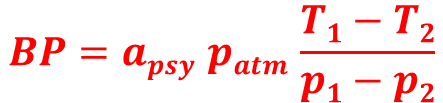 BP = a_psy p_atm (T_1 − T_2) / (p_1 − p_2)